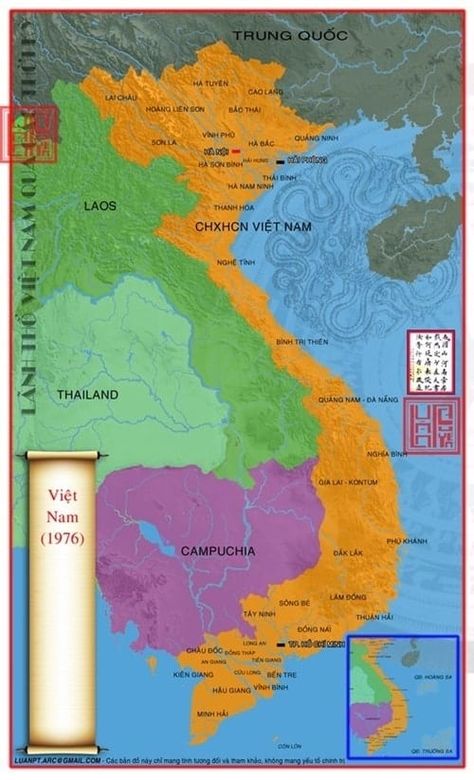 TRUNG QUỐC
HÀ TUYÊN
CAO LẠNG
LAI CHÂU
HOÀNG LIÊN SƠN
BẮC THÁI
SƠN LA
VĨNH PHÚ
HÀ BẮC
QUẢNG NINH
HÀ NỘI
HẢI HƯNG
HẢI PHÒNG
HÀ SƠN BÌNH
THÁI BÌNH
HÀ NAM NINH
THANH HÓA
LAOS
CHXHCN VIỆT NAM
NGHỆ TĨNH
BÌNH TRỊ THIÊN
THAILAND
QUẢNG NAM - ĐÀ NẴNG
NGHĨA BÌNH
GIA LAI - KONTUM
Việt
Nam
(1976)
PHÚ KHÁNH
CAMPUCHIA
ĐẮK LẮK
LÂM ĐỒNG
SÔNG BÉ
TÂY NINH
THUẬN HẢI
ĐỒNG NAI
LONG AN
TP. HỒ CHÍ MINH
CHÂU ĐỐC
ĐỒNG THÁP
AN GIANG
TIỀN GIANG
KIÊN GIANG
CỬU LONG
BẾN TRE
HẬU GIANG
VĨNH BÌNH
MINH HẢI
CÔN LÔN
QĐ. HOÀNG SA
CAMPUCHIA
QĐ. TRƯỜNG SA
LÃNH THỔ VIỆT NAM QUA
LUANPT.ARC@GMAIL.COM - Các bản đồ này chỉ mang tính tương đối và tham khảo, không mang yếu tố chính